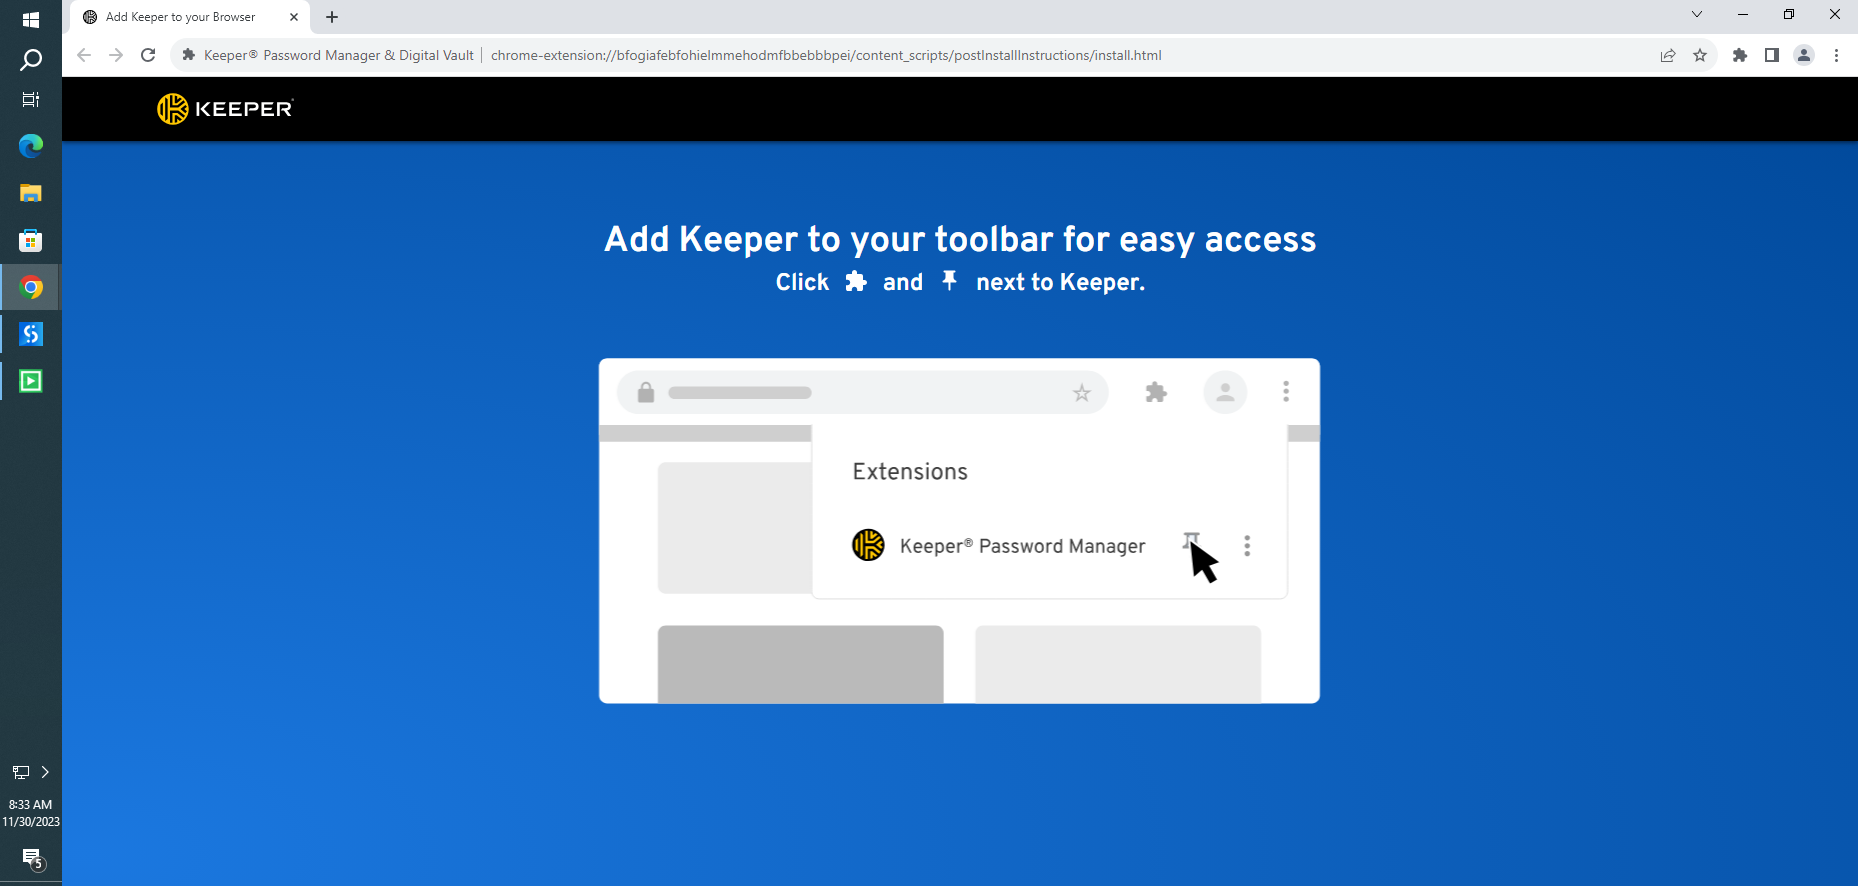 Add Keeper to your Browser
Keeper® Password Manager & Digital Vault
chrome-extension://bfogiafebfohielmmehodmfbbebbbpei/content_scripts/postInstallInstructions/install.html
KEEPER
Add Keeper to your toolbar for easy access
Click and next to Keeper.
Extensions
Keeper® Password Manager
8:33 AM
11/30/2023
5